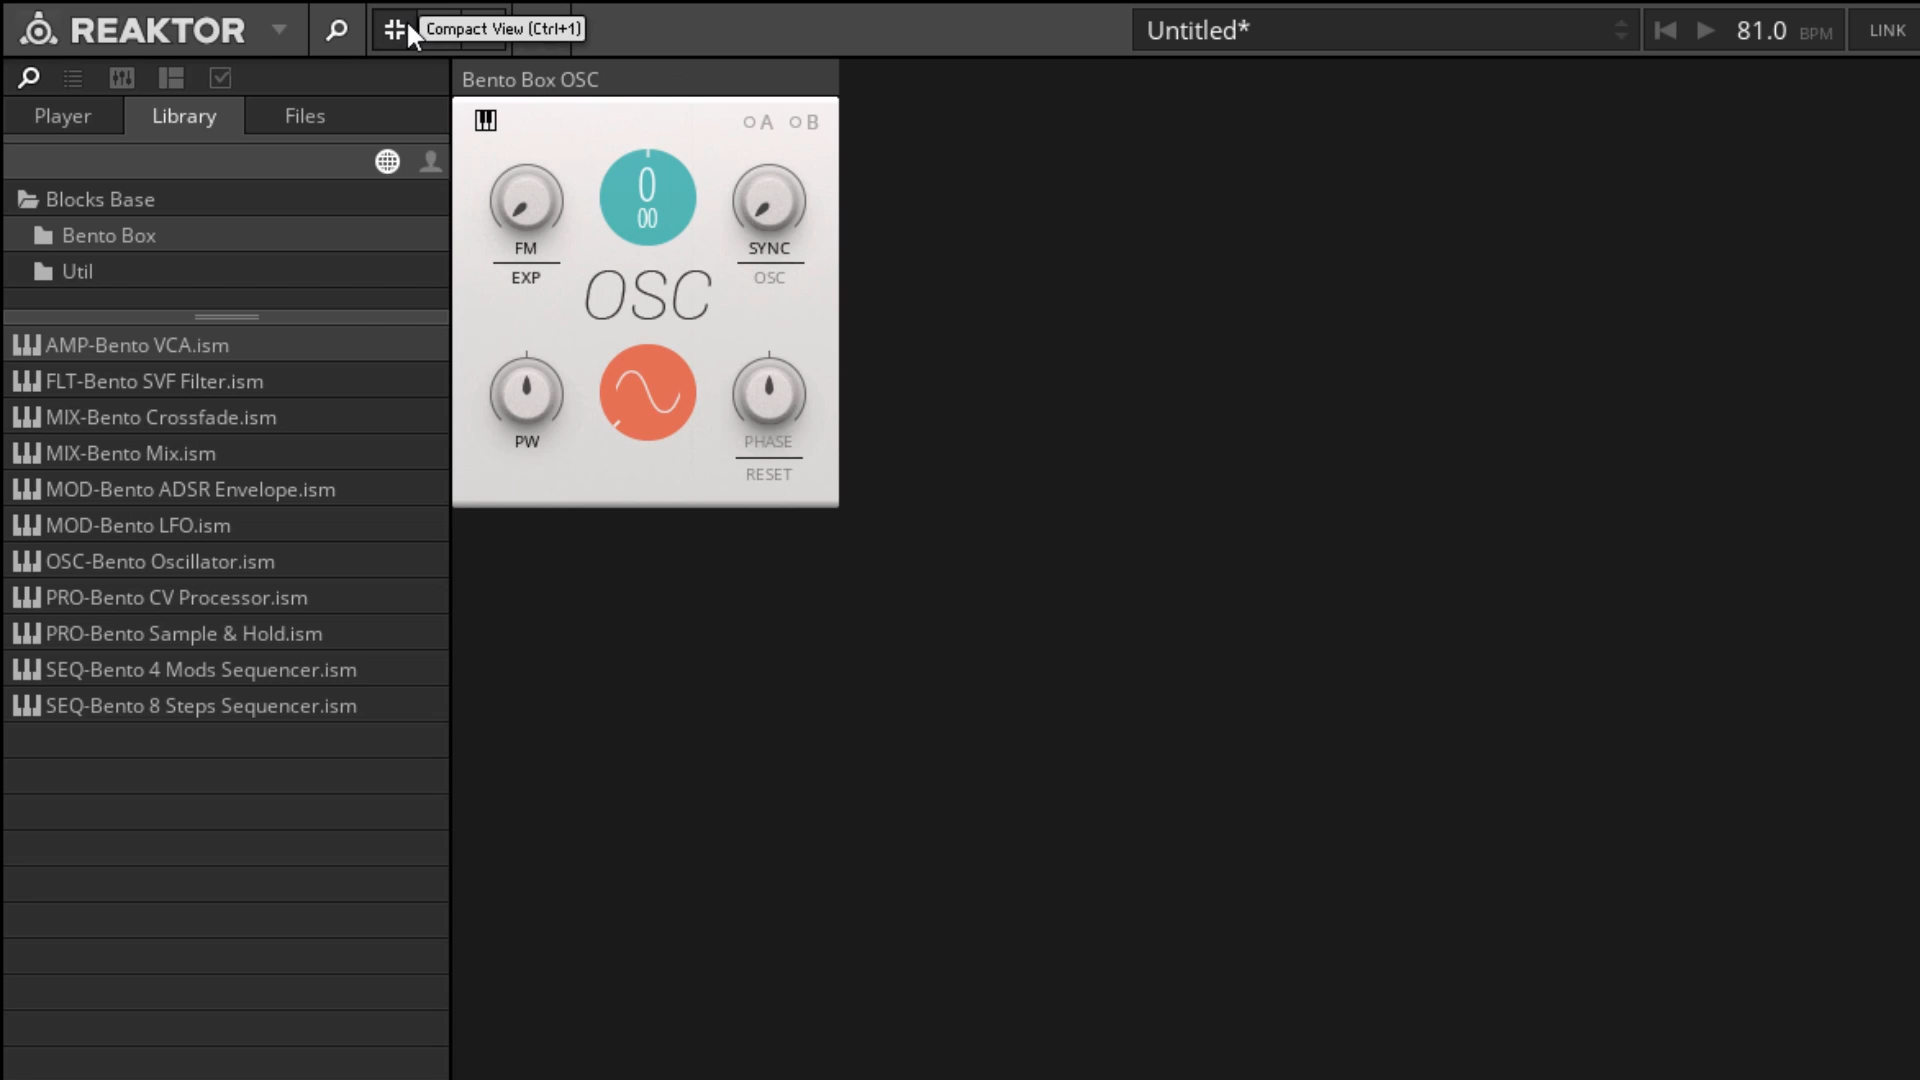 REAKTOR
Compact View (Ctrl+1)
Untitled*
81.0 BPM
LINK
Player
Library
Files
Blocks Base
Bento Box
Util
AMP-Bento VCA.ism
FLT-Bento SVF Filter.ism
MIX-Bento Crossfade.ism
MIX-Bento Mix.ism
MOD-Bento ADSR Envelope.ism
MOD-Bento LFO.ism
OSC-Bento Oscillator.ism
PRO-Bento CV Processor.ism
PRO-Bento Sample & Hold.ism
SEQ-Bento 4 Mods Sequencer.ism
SEQ-Bento 8 Steps Sequencer.ism
Bento Box OSC
A B
0
00
FM
EXP
SYNC
OSC
OSC
PW
PHASE
RESET